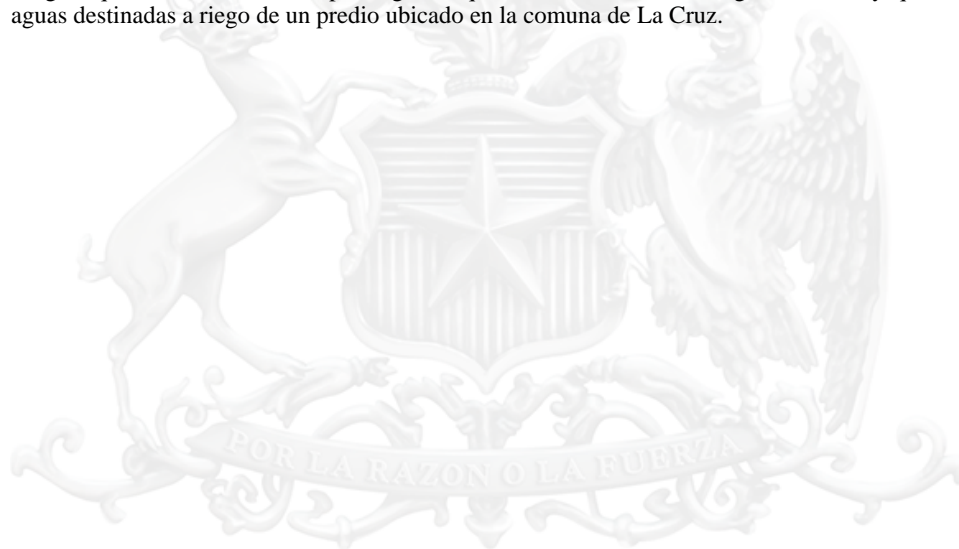 aguas destinadas a riego de un predio ubicado en la comuna de La Cruz.
POR LA RAZON O LA FUERZA